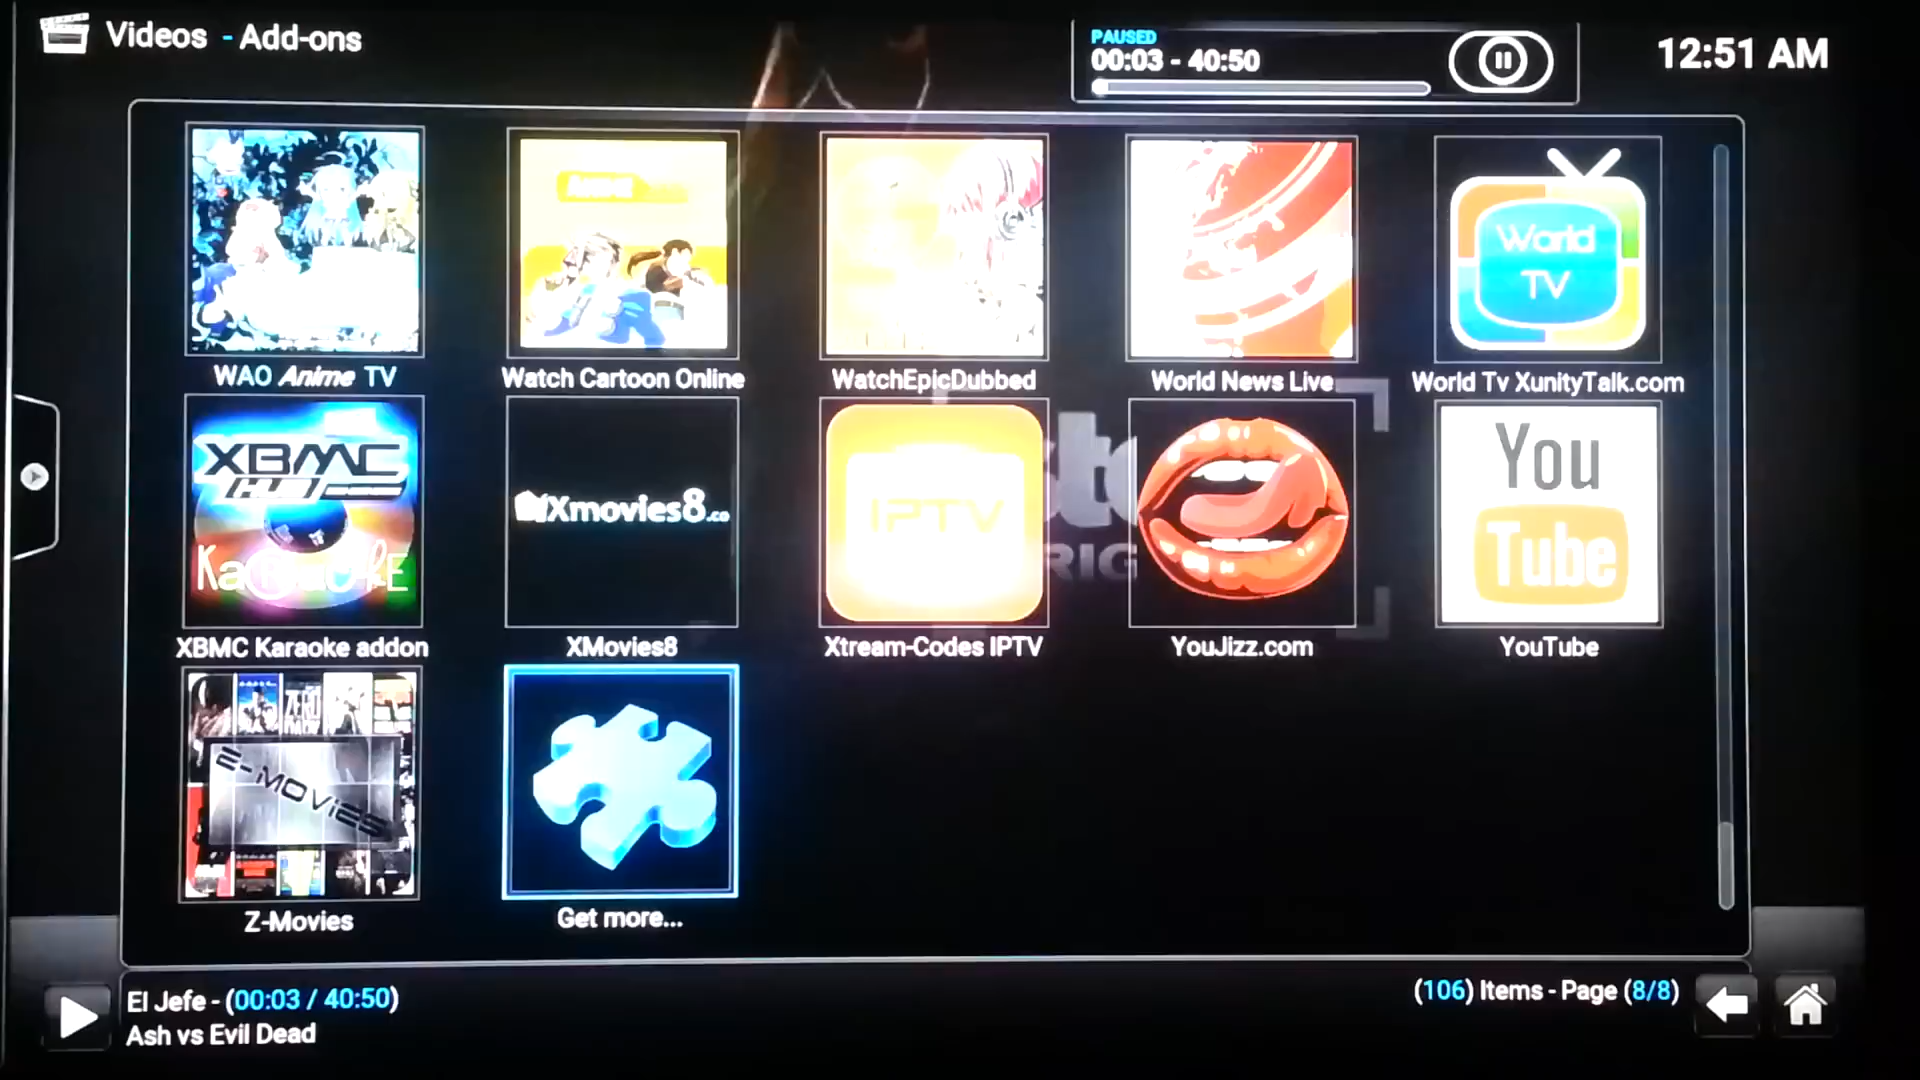 Videos - Add-ons
PAUSED
00:03 - 40:50
12:51 AM
World
TV
WAO Anime TV
Watch Cartoon Online
WatchEpicDubbed
World News Live
World Tv XunityTalk.com
XBMC
HUB
KaRaOkE
Xmovies8.co
IPTV
RIG
You
Tube
XBMC Karaoke addon
XMovies8
Xtream-Codes IPTV
YouJizz.com
YouTube
Z-MOViES
Z-Movies
Get more...
El Jefe - (00:03 / 40:50)
(106) Items - Page (8/8)
Ash vs Evil Dead